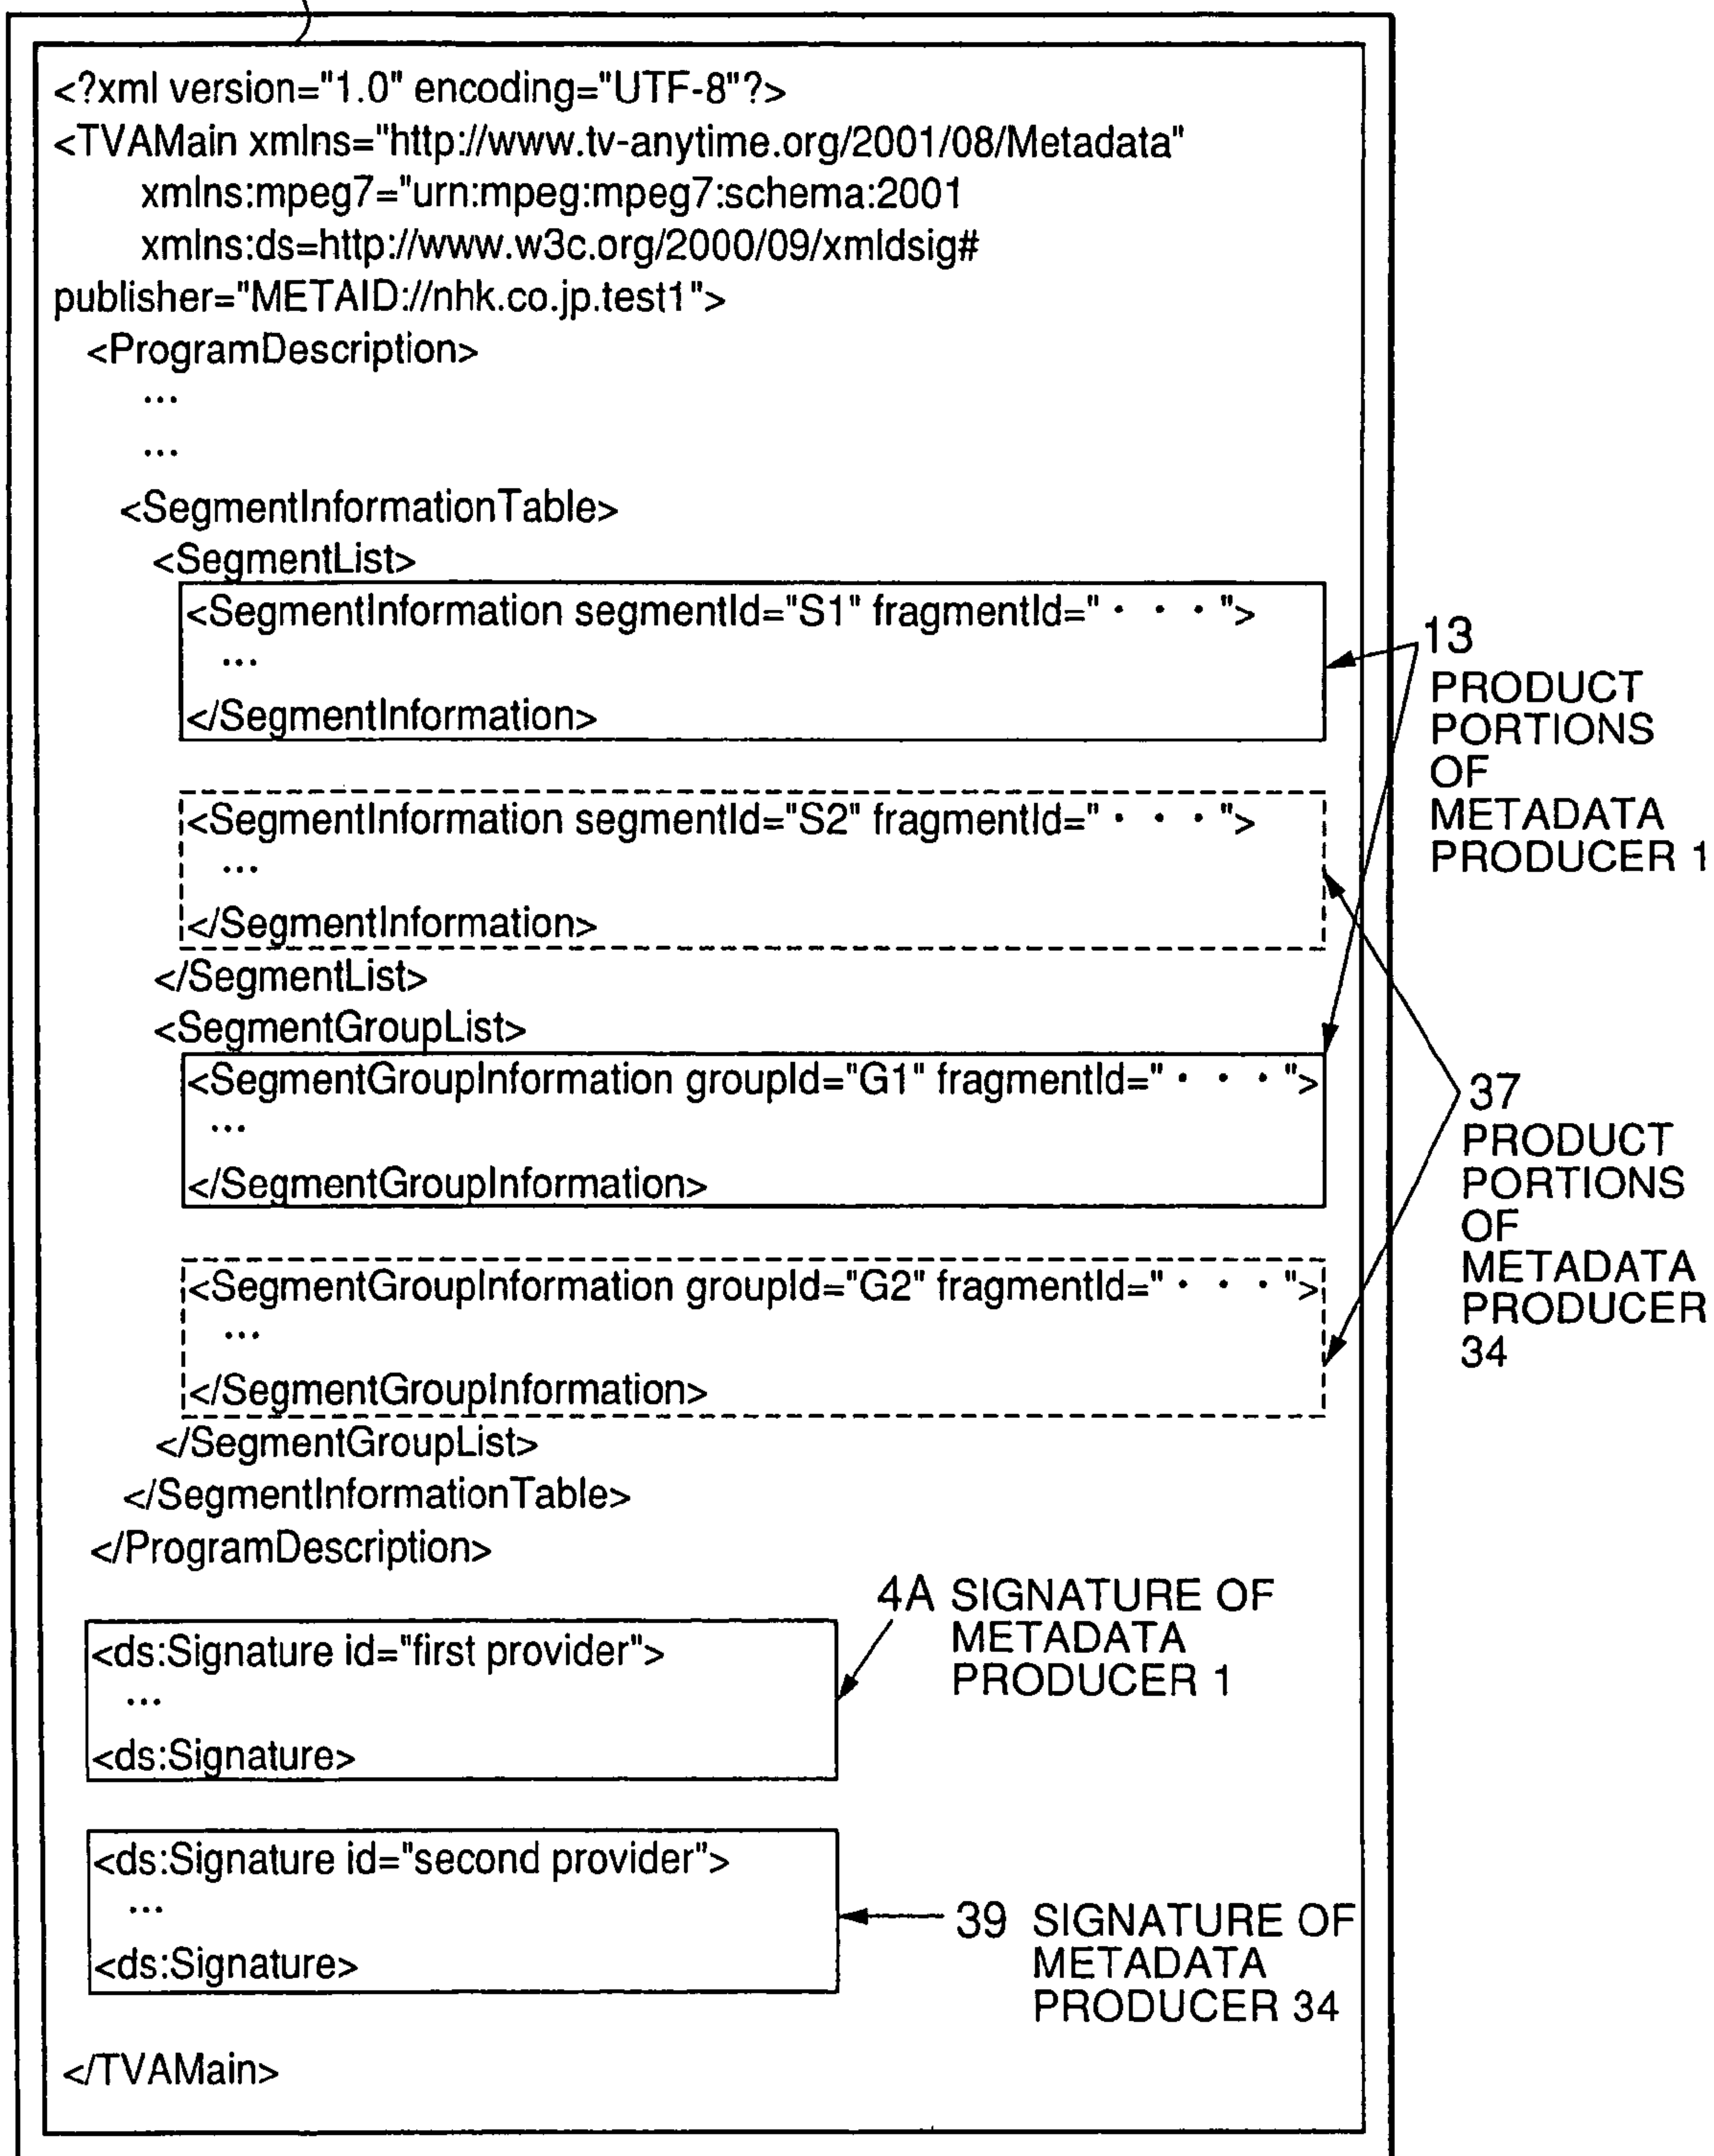 <?xml version="1.0" encoding="UTF-8"?>
<TVAMain xmlns="http://www.tv-anytime.org/2001/08/Metadata"
xmlns:mpeg7="urn:mpeg:mpeg7:schema:2001
xmlns:ds=http://www.w3c.org/2000/09/xmldsig#
publisher="METAID://nhk.co.jp.test1">
<ProgramDescription>
...
...
<SegmentInformationTable>
<SegmentList>
<SegmentInformation segmentId="S1" fragmentId=" · · · ">
...
</SegmentInformation>
<SegmentInformation segmentId="S2" fragmentId=" · · · ">
...
</SegmentInformation>
</SegmentList>
<SegmentGroupList>
<SegmentGroupInformation groupId="G1" fragmentId=" · · · ">
...
</SegmentGroupInformation>
<SegmentGroupInformation groupId="G2" fragmentId=" · · · ">
...
</SegmentGroupInformation>
</SegmentGroupList>
</SegmentInformationTable>
</ProgramDescription>
<ds:Signature id="first provider">
...
<ds:Signature>
<ds:Signature id="second provider">
...
<ds:Signature>
</TVAMain>
13
PRODUCT
PORTIONS
OF
METADATA
PRODUCER 1
37
PRODUCT
PORTIONS
OF
METADATA
PRODUCER
34
4A SIGNATURE OF
METADATA
PRODUCER 1
39 SIGNATURE OF
METADATA
PRODUCER 34